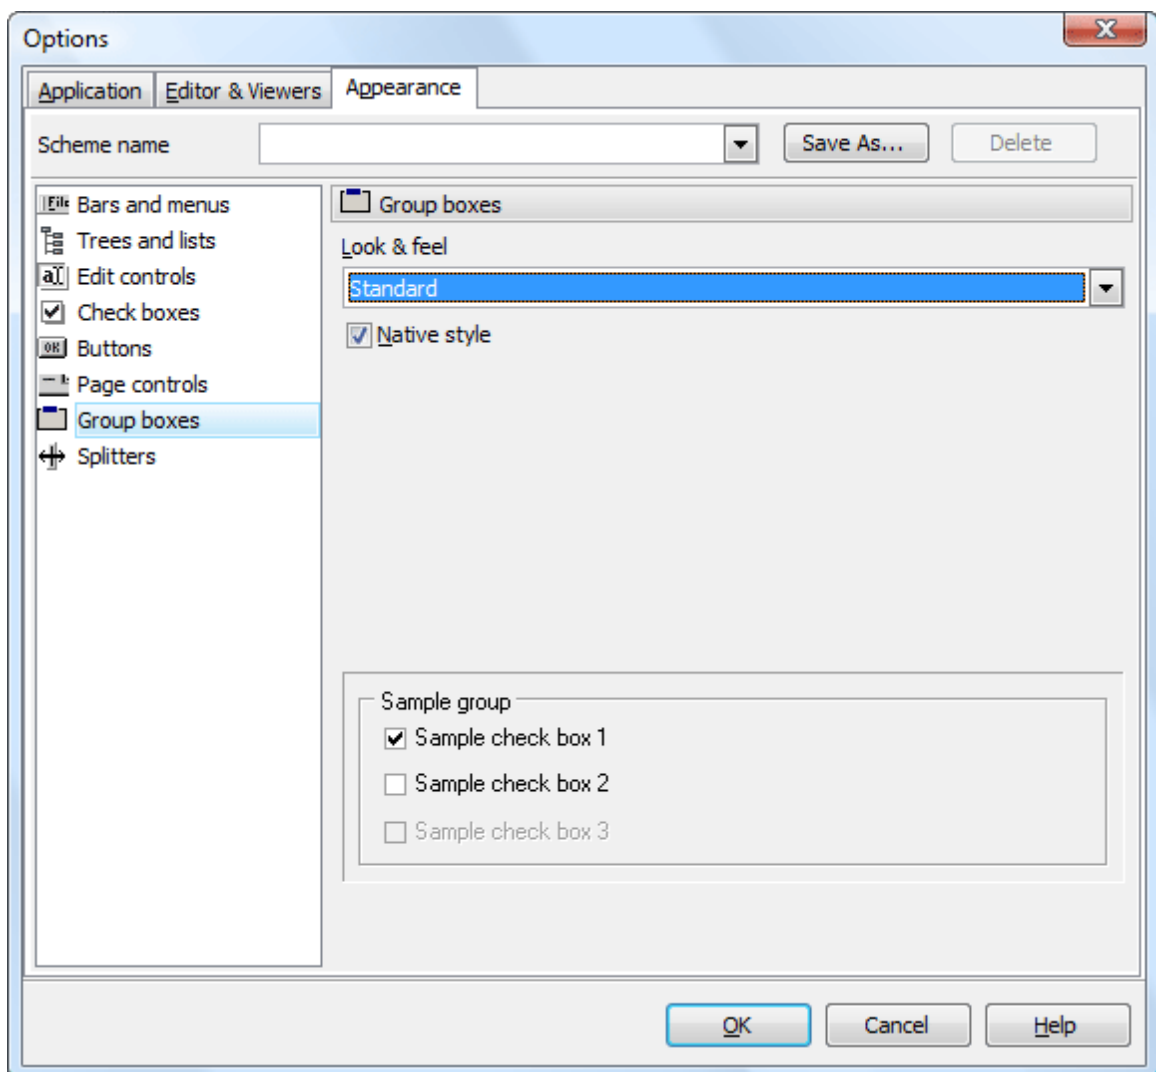 Options
Application Editor & Viewers Appearance
Scheme name Save As... Delete
Bars and menus
Trees and lists
Edit controls
Check boxes
Buttons
Page controls
Group boxes
Splitters
Group boxes
Look & feel
Standard
Native style
Sample group
Sample check box 1
Sample check box 2
Sample check box 3
OK Cancel Help